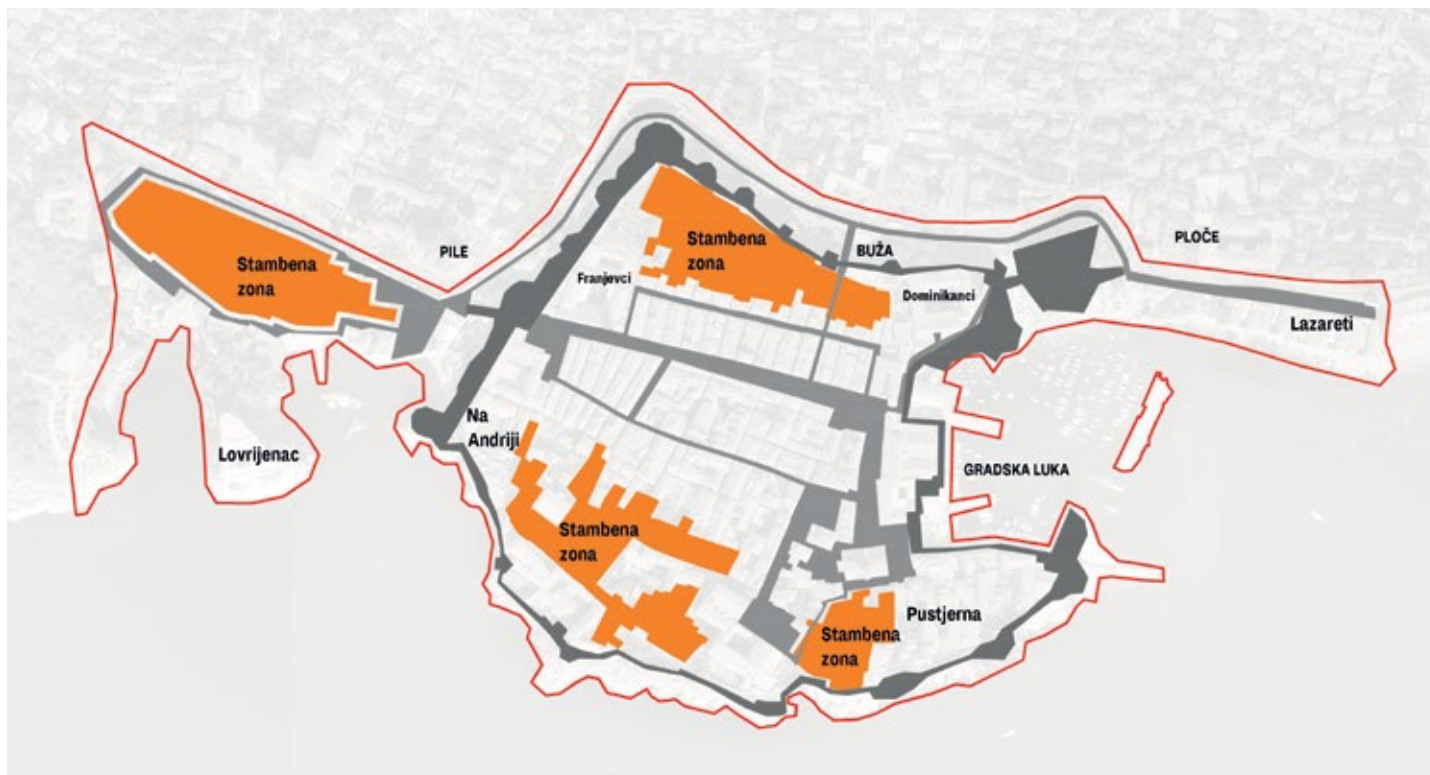 Stambena
zona
PILE
Stambena
zona
BUŽA
PLOČE
Franjevci
Dominikanci
Lazareti
Na
Andriji
Lovrijenac
GRADSKA LUKA
Stambena
zona
Pustjerna
Stambena
zona